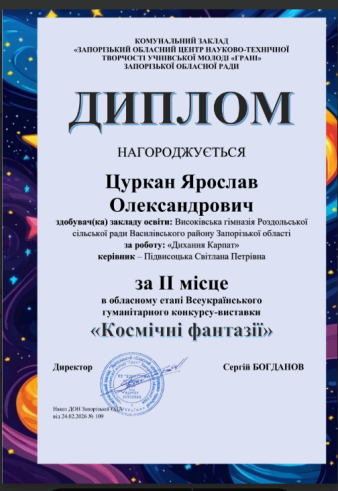 КОМУНАЛЬНИЙ ЗАКЛАД
«ЗАПОРІЗЬКИЙ ОБЛАСНИЙ ЦЕНТР НАУКОВО-ТЕХНІЧНОЇ
ТВОРЧОСТІ УЧНІВСЬКОЇ МОЛОДІ «ГРАНІ»
ЗАПОРІЗЬКОЇ ОБЛАСНОЇ РАДИ
ДИПЛОМ
НАГОРОДЖУЄТЬСЯ
Цуркан Ярослав
Олександрович
здобувач(ка) закладу освіти: Високівська гімназія Роздольської
сільської ради Василівського району Запорізької області
за роботу: «Дихання Карпат»
керівник – Підвисоцька Світлана Петрівна
за ІІ місце
в обласному етапі Всеукраїнського
гуманітарного конкурсу-виставки
«Космічні фантазії»
Директор
Сергій БОГДАНОВ
Наказ ДОН Запорізької ОДА
від 24.02.2026 № 109